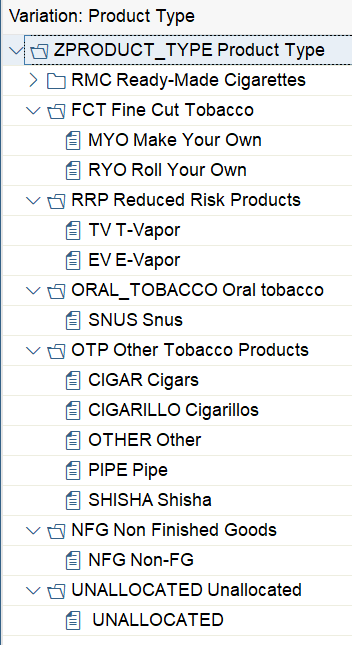 Variation: Product Type
ZPRODUCT_TYPE Product Type
RMC Ready-Made Cigarettes
FCT Fine Cut Tobacco
MYO Make Your Own
RYO Roll Your Own
RRP Reduced Risk Products
TV T-Vapor
EV E-Vapor
ORAL_TOBACCO Oral tobacco
SNUS Snus
OTP Other Tobacco Products
CIGAR Cigars
CIGARILLO Cigarillos
OTHER Other
PIPE Pipe
SHISHA Shisha
NFG Non Finished Goods
NFG Non-FG
UNALLOCATED Unallocated
UNALLOCATED